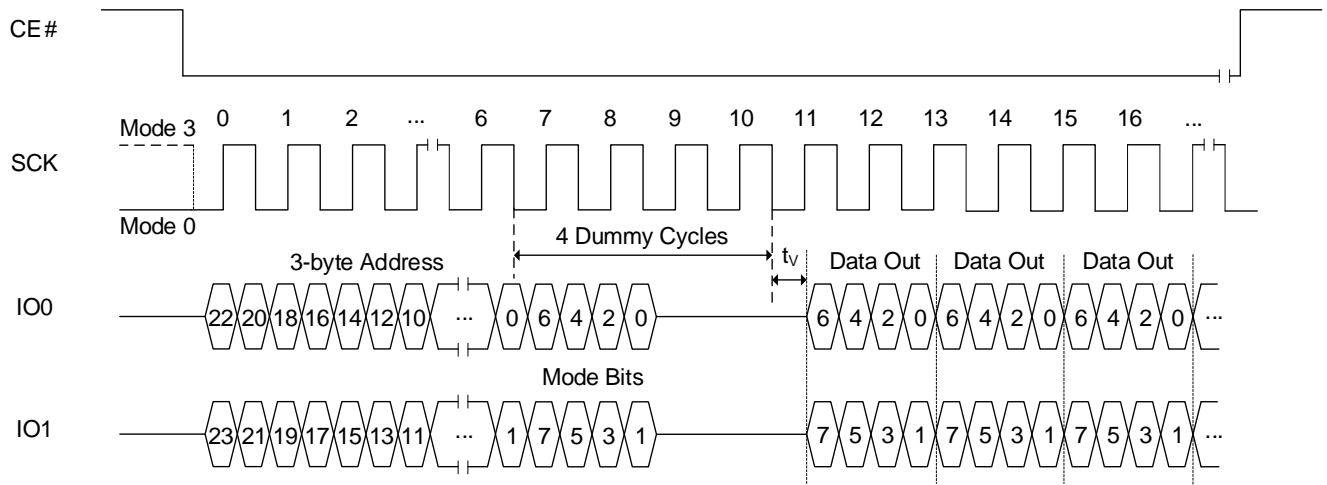 CE#
0 1 2 ... 6 7 8 9 10 11 12 13 14 15 16 ...
Mode 3
SCK
Mode 0
4 Dummy Cycles
3-byte Address tV Data Out Data Out Data Out
IO0 22 20 18 16 14 12 10 ... 0 6 4 2 0 6 4 2 0 6 4 2 0 6 4 2 0 ...
Mode Bits
IO1 23 21 19 17 15 13 11 ... 1 7 5 3 1 7 5 3 1 7 5 3 1 7 5 3 1 ...